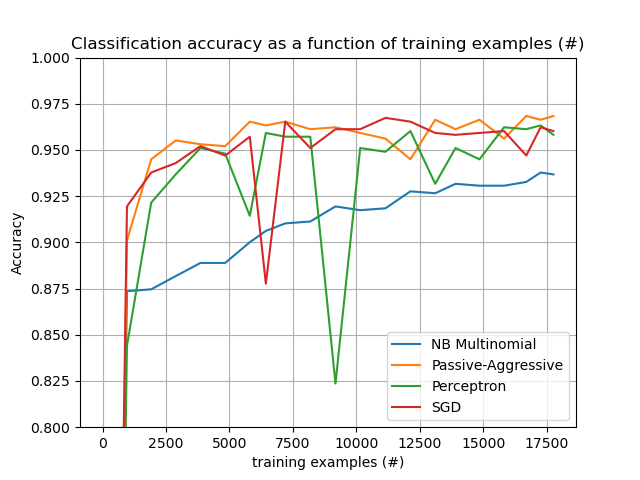 Classification accuracy as a function of training examples (#)
1.000
0.975
0.950
0.925
0.900
0.875
0.850
0.825
0.800
Accuracy
NB Multinomial
Passive-Aggressive
Perceptron
SGD
0 2500 5000 7500 10000 12500 15000 17500
training examples (#)